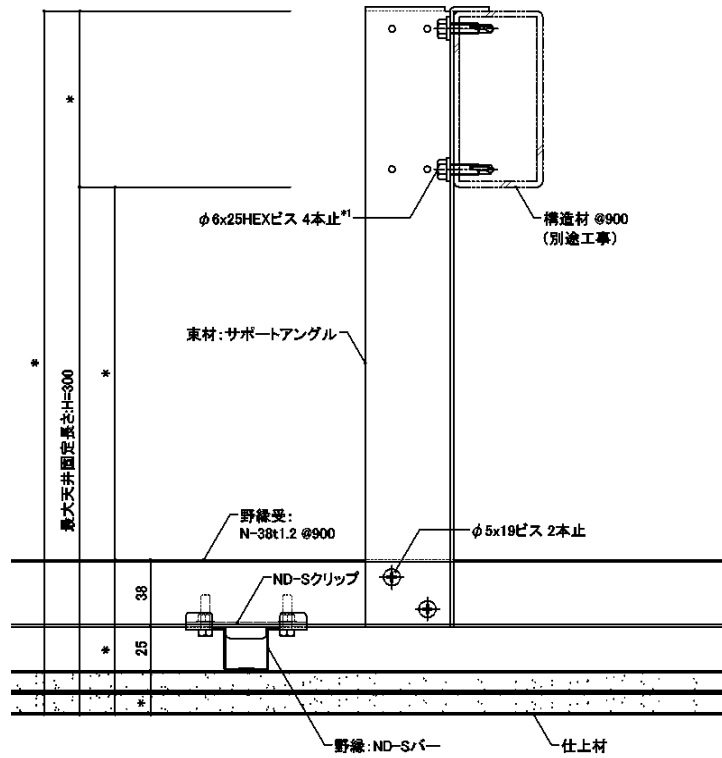 *
φ6x25HEXビス 4本止*1
構造材 @900
(別途工事)
束材:サポートアングル
*
*
最大天井固定長さ:H=300
野縁受:
N-38t1.2 @900
φ5x19ビス 2本止
ND-Sクリップ
38
25
*
*
野縁:ND-Sバー
仕上材